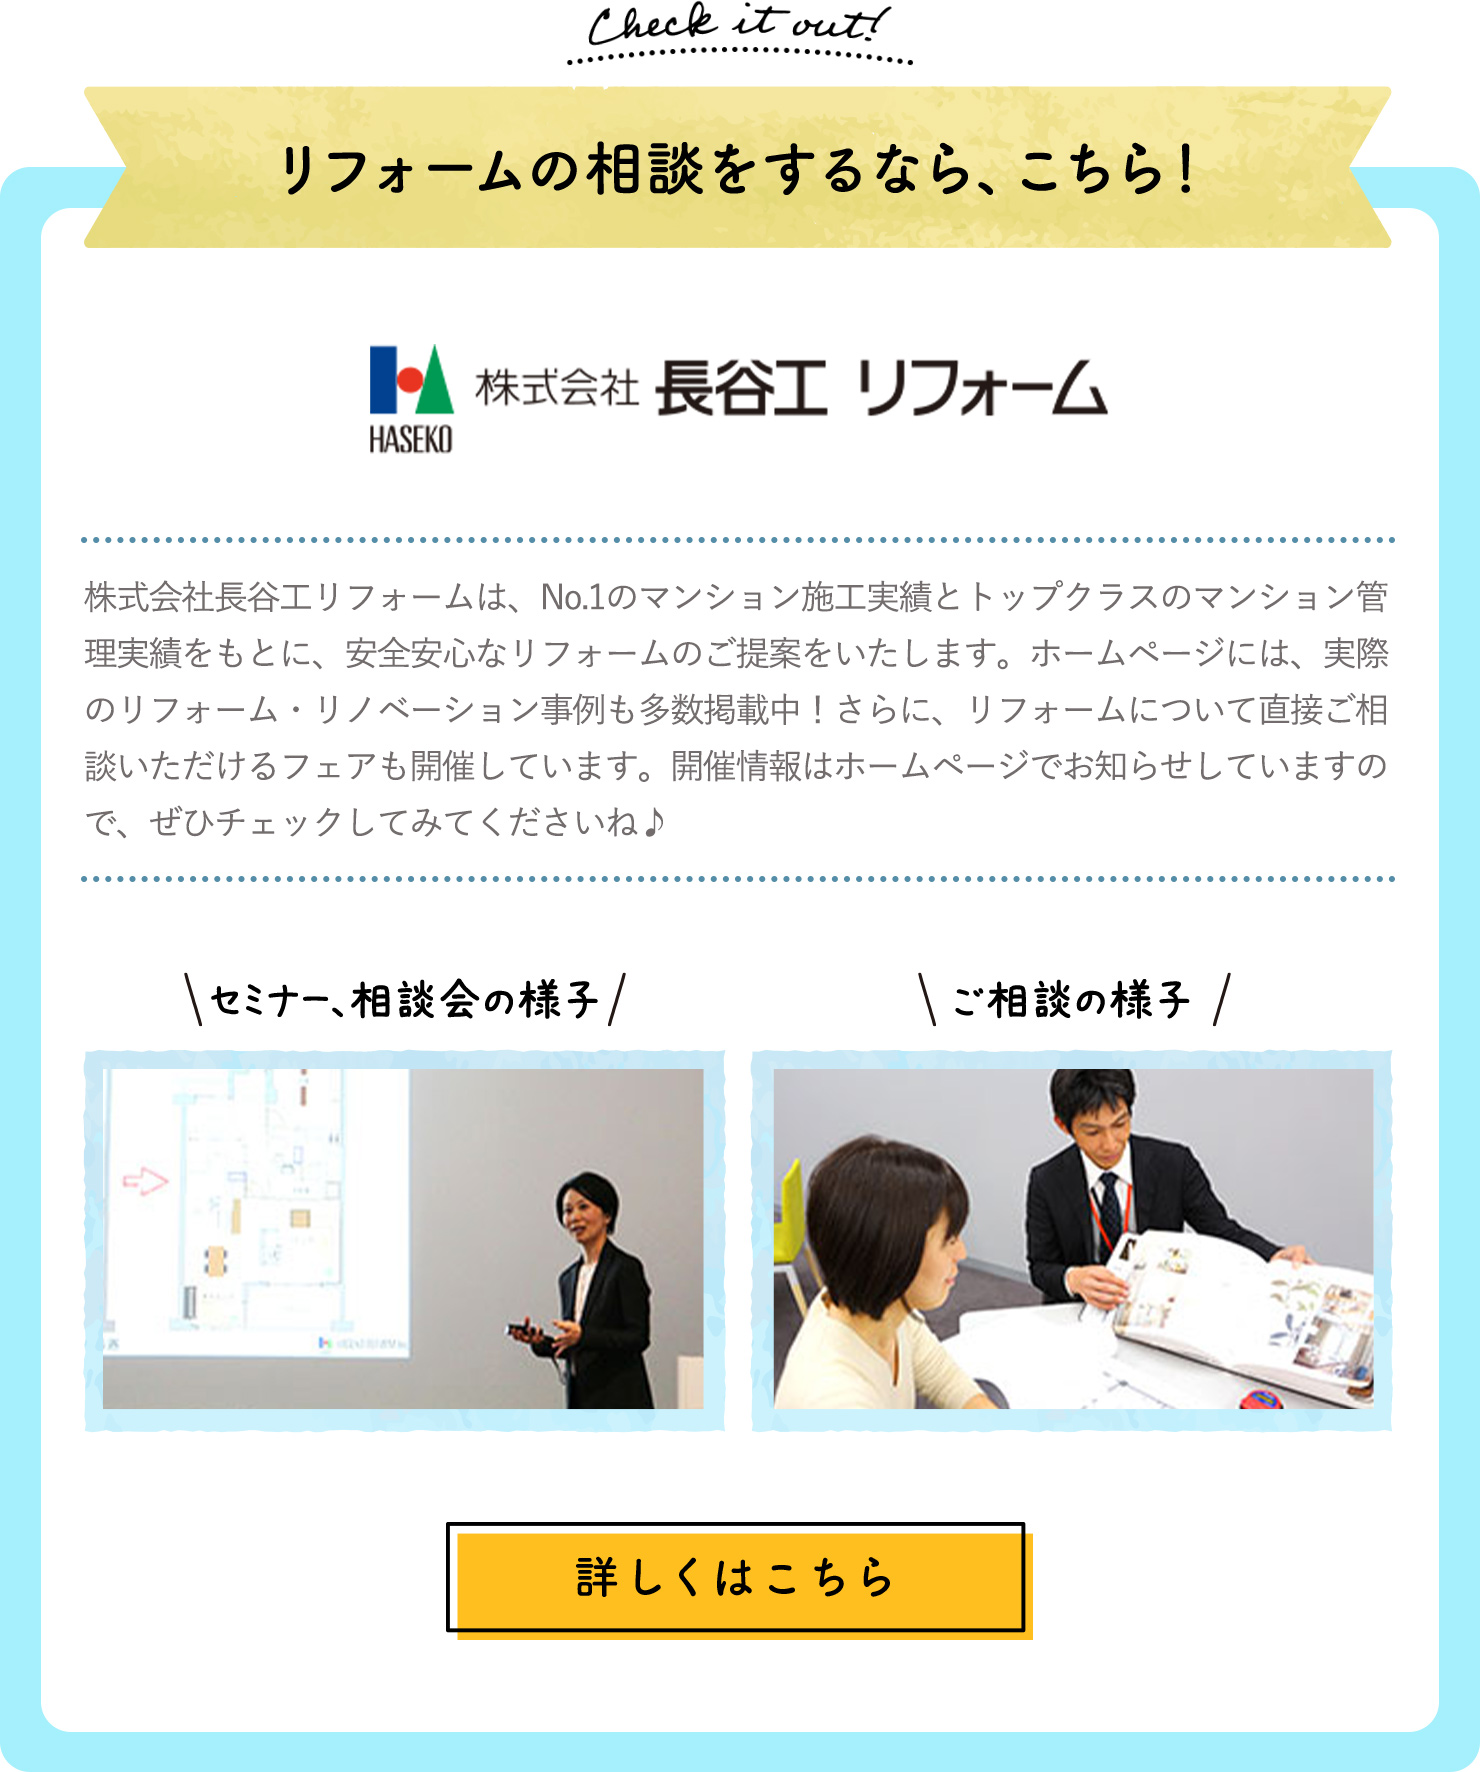 Check it out!
リフォームの相談をするなら、こちら！
HASEKO
株式会社 長谷工 リフォーム
株式会社長谷工リフォームは、No.1のマンション施工実績とトップクラスのマンション管
理実績をもとに、安全安心なリフォームのご提案をいたします。ホームページには、実際
のリフォーム・リノベーション事例も多数掲載中！さらに、リフォームについて直接ご相
談いただけるフェアも開催しています。開催情報はホームページでお知らせしていますの
で、ぜひチェックしてみてくださいね♪
\セミナー、相談会の様子/
\ご相談の様子/
詳しくはこちら